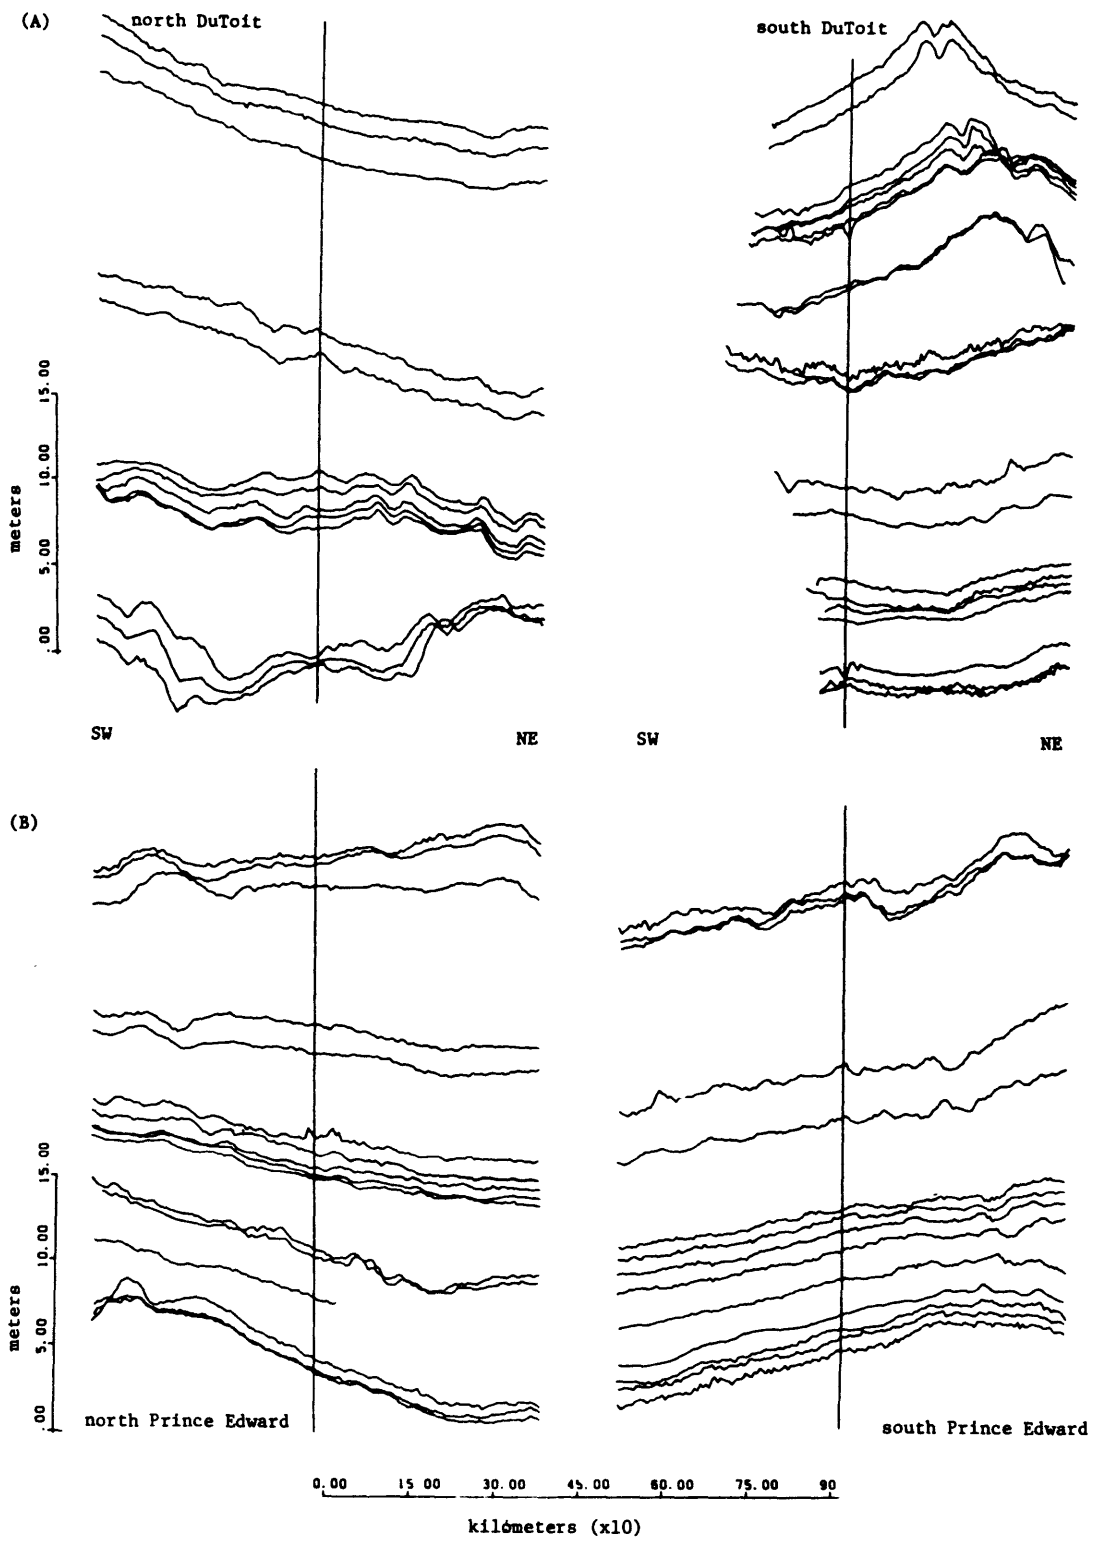 (A)
north DuToit
south DuToit
15.00
10.00
5.00
.00
meters
SW
NE
SW
NE
(B)
15.00
10.00
5.00
.00
meters
north Prince Edward
south Prince Edward
0.00 15 00 30.00 45.00 60.00 75.00 90
kilometers (x10)